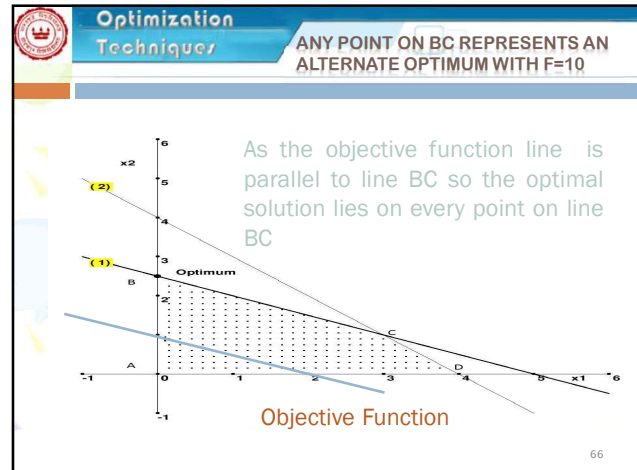 Optimization
Techniques
ANY POINT ON BC REPRESENTS AN
ALTERNATE OPTIMUM WITH F=10
As the objective function line is
parallel to line BC so the optimal
solution lies on every point on line
BC
6
x2
5
(2)
4
3
(1)
Optimum
B
2
C
A
D
-1
0
1
2
3
4
5
x1
6
-1
Objective Function
66